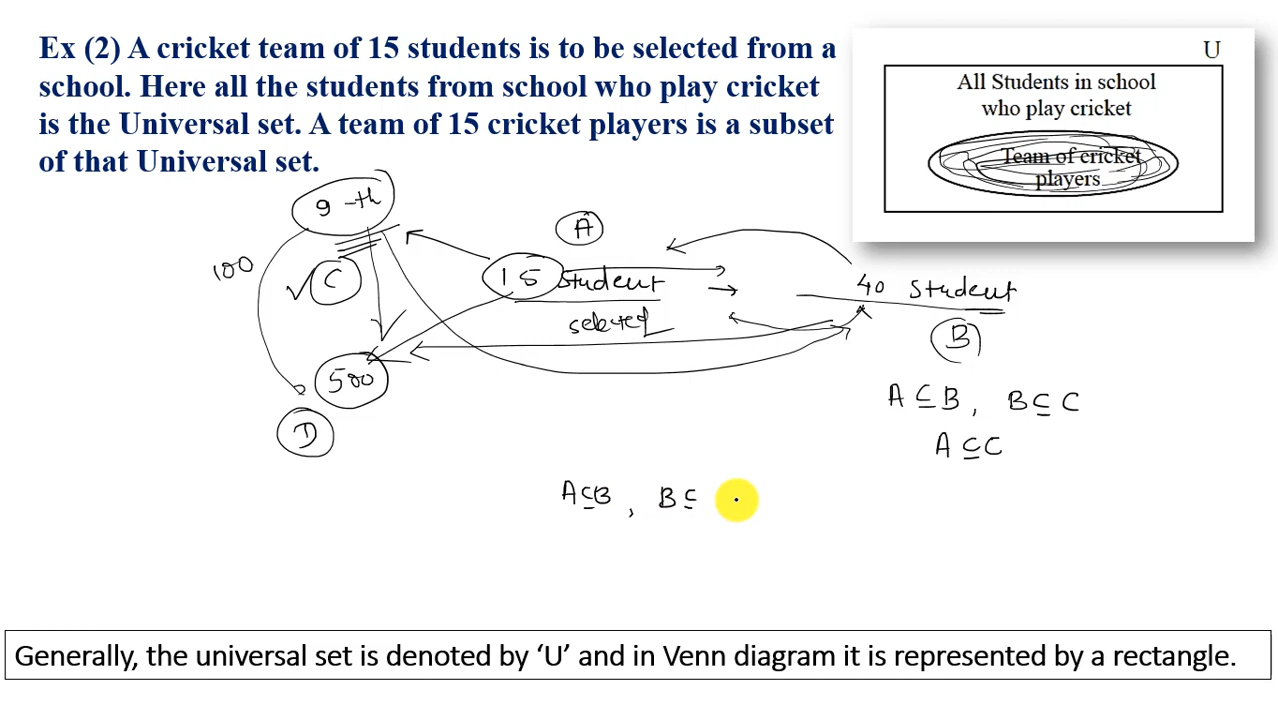 Ex (2) A cricket team of 15 students is to be selected from a
school. Here all the students from school who play cricket
is the Universal set. A team of 15 cricket players is a subset
of that Universal set.
U
All Students in school
who play cricket
Team of cricket
players
9-th
A
100
C
15 Student
40 Student
selected
B
500
D
A ⊆ B, B ⊆ C
A ⊆ C
A ⊆ B, B ⊆
Generally, the universal set is denoted by ‘U’ and in Venn diagram it is represented by a rectangle.